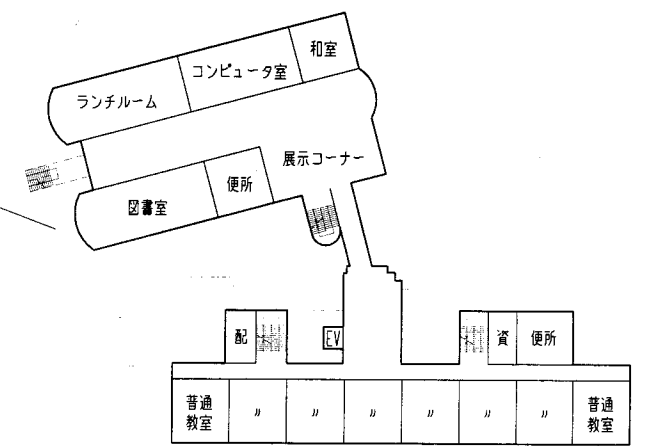 和室
コンピュータ室
ランチルーム
展示コーナー
便所
図書室
配
EV
資
便所
普通
教室
〃
〃
〃
〃
〃
〃
普通
教室